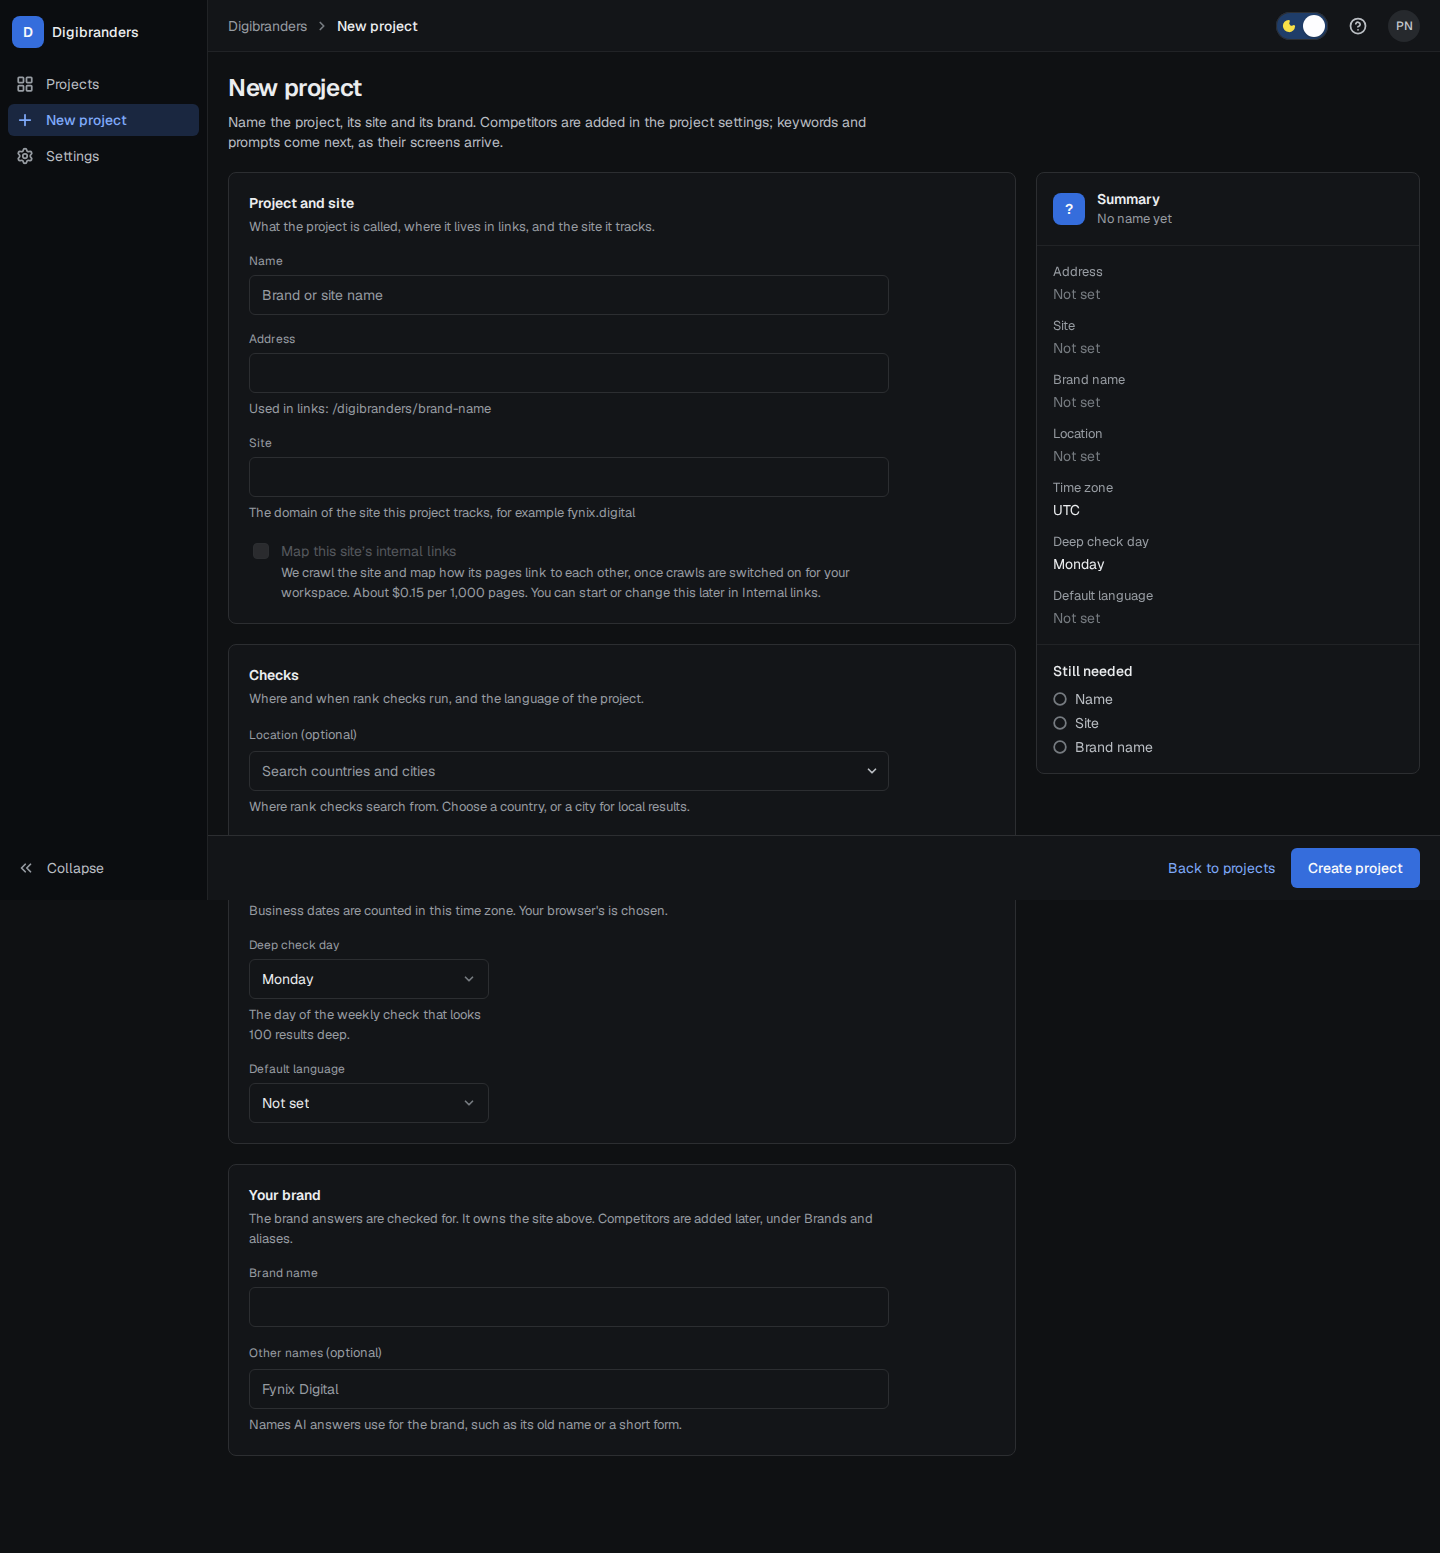 D
Digibranders
Projects
New project
Settings
Collapse
Digibranders
New project
PN
New project
Name the project, its site and its brand. Competitors are added in the project settings; keywords and
prompts come next, as their screens arrive.
Project and site
What the project is called, where it lives in links, and the site it tracks.
Name
Brand or site name
Address
Used in links: /digibranders/brand-name
Site
The domain of the site this project tracks, for example fynix.digital
Map this site's internal links
We crawl the site and map how its pages link to each other, once crawls are switched on for your
workspace. About $0.15 per 1,000 pages. You can start or change this later in Internal links.
Checks
Where and when rank checks run, and the language of the project.
Location (optional)
Search countries and cities
Where rank checks search from. Choose a country, or a city for local results.
Back to projects
Create project
Business dates are counted in this time zone. Your browser's is chosen.
Deep check day
Monday
The day of the weekly check that looks
100 results deep.
Default language
Not set
Your brand
The brand answers are checked for. It owns the site above. Competitors are added later, under Brands and
aliases.
Brand name
Other names (optional)
Fynix Digital
Names AI answers use for the brand, such as its old name or a short form.
?
Summary
No name yet
Address
Not set
Site
Not set
Brand name
Not set
Location
Not set
Time zone
UTC
Deep check day
Monday
Default language
Not set
Still needed
Name
Site
Brand name